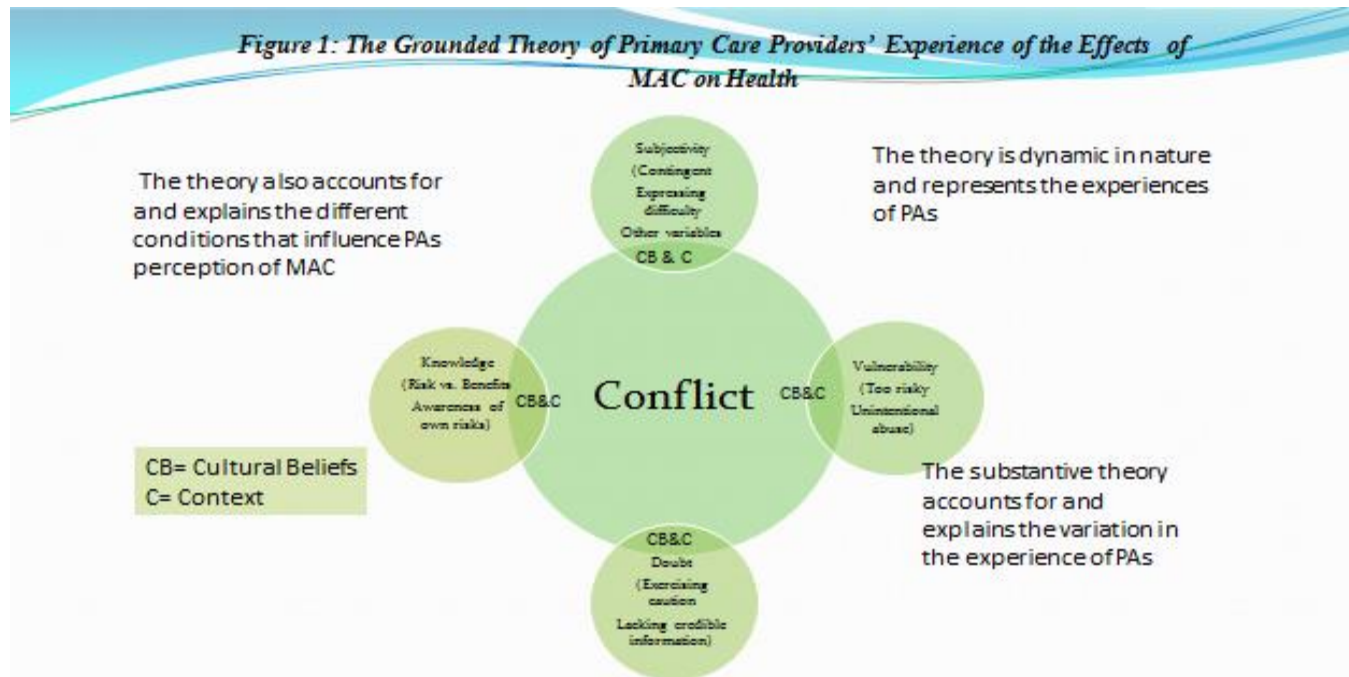 Figure 1: The Grounded Theory of Primary Care Providers' Experience of the Effects of
MAC on Health
The theory also accounts for
and explains the different
conditions that influence PAs
perception of MAC
Subjectivity
(Contingent
Expressing
difficulty
Other variables
CB & C
The theory is dynamic in nature
and represents the experiences
of PAs
Knowledge
(Risk vs. Benefits
Awareness of
own risks)
CB&C
Conflict
CB&C
Vulnerability
(Too risky
Unintentional
abuse)
CB= Cultural Beliefs
C= Context
The substantive theory
accounts for and
explains the variation in
the experience of PAs
CB&C
Doubt
(Exercising
caution
Lacking credible
information)